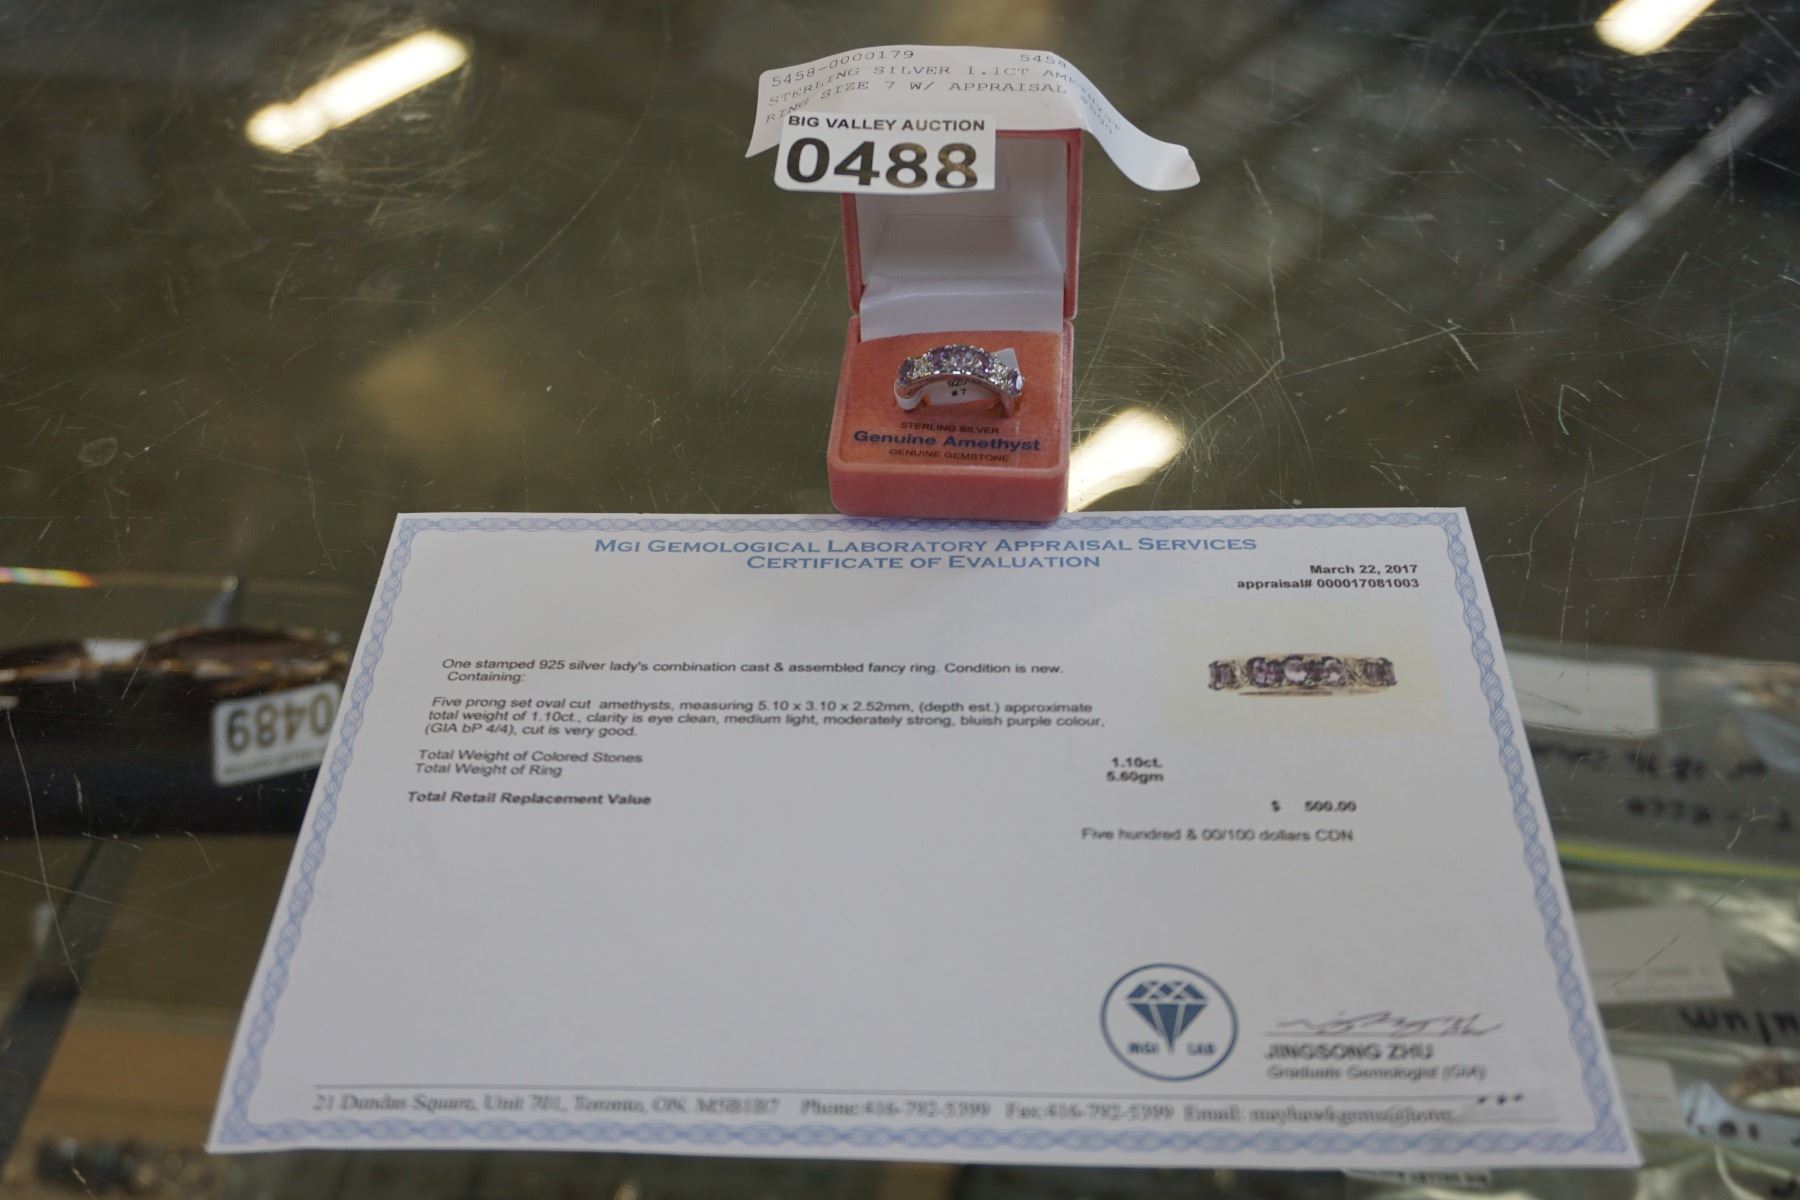 5458-0000179 5458
STERLING SILVER 1.1CT
RING SIZE 7 W/ APPRAISAL
BIG VALLEY AUCTION
0488
925
#7
STERLING SILVER
Genuine Amethyst
GENUINE GEMSTONE
MGI GEMOLOGICAL LABORATORY APPRAISAL SERVICES
CERTIFICATE OF EVALUATION
March 22, 2017
appraisal# 000017081003
One stamped 925 silver lady's combination cast & assembled fancy ring. Condition is new.
Containing:
Five prong set oval cut amethysts, measuring 5.10 x 3.10 x 2.52mm, (depth est.) approximate
total weight of 1.10ct., clarity is eye clean, medium light, moderately strong, bluish purple colour,
(GIA bP 4/4), cut is very good.
Total Weight of Colored Stones 1.10ct.
Total Weight of Ring 5.60gm
Total Retail Replacement Value
$ 500.00
Five hundred & 00/100 dollars CDN
MGI LAB
JINGSONG ZHU
Graduate Gemologist (GIA)
21 Dundas Square, Unit 701, Toronto, ON, M5B1B7 Phone:416-792-5399 Fax:416-792-5399 Email:
0489